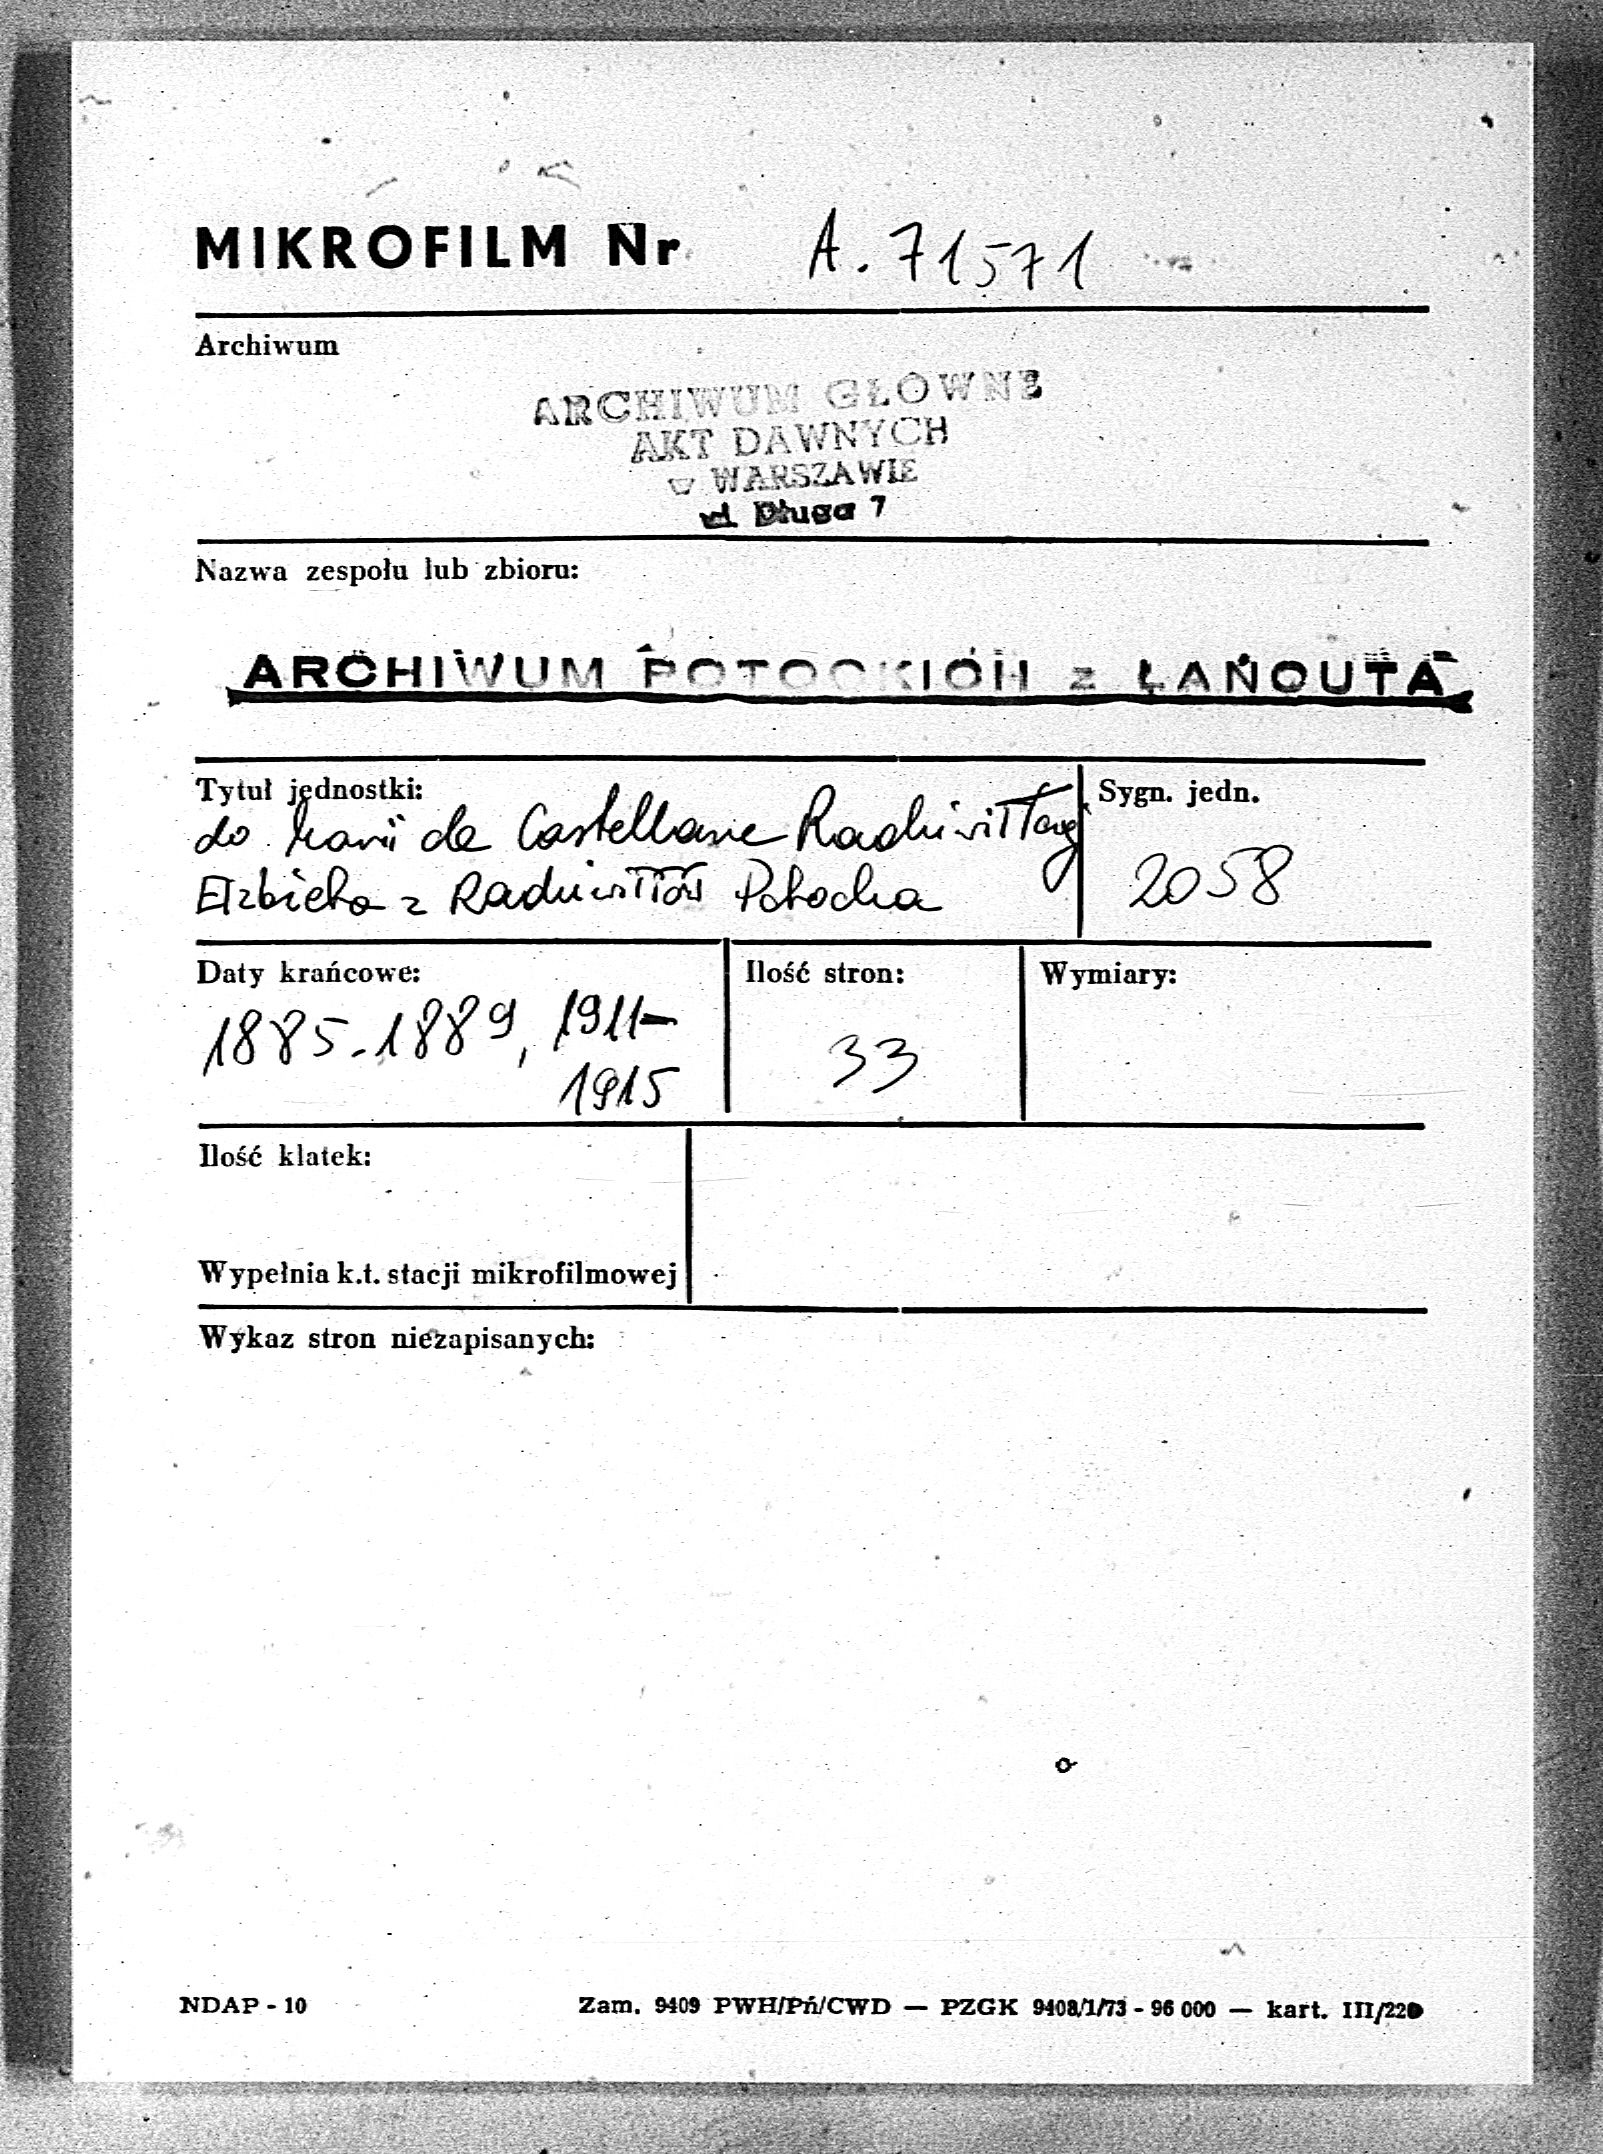 MIKROFILM Nr A. 71571
Archiwum
ARCHIWUM GŁÓWNE
AKT DAWNYCH
w WARSZAWIE
ul. Długa 7
Nazwa zespołu lub zbioru:
ARCHIWUM POTOCKICH z ŁAŃCUTA
Tytuł jednostki:
do Marii de Castellane Radziwiłłowej
Elżbieta z Radziwiłłów Potocka
Sygn. jedn.
2058
Daty krańcowe:
1885-1889, 1911-
1915
Ilość stron:
33
Wymiary:
Ilość klatek:
Wypełnia k.t. stacji mikrofilmowej
Wykaz stron niezapisanych:
NDAP - 10
Zam. 9409 PWH/Pń/CWD — PZGK 9408/1/73 - 96 000 — kart. III/220